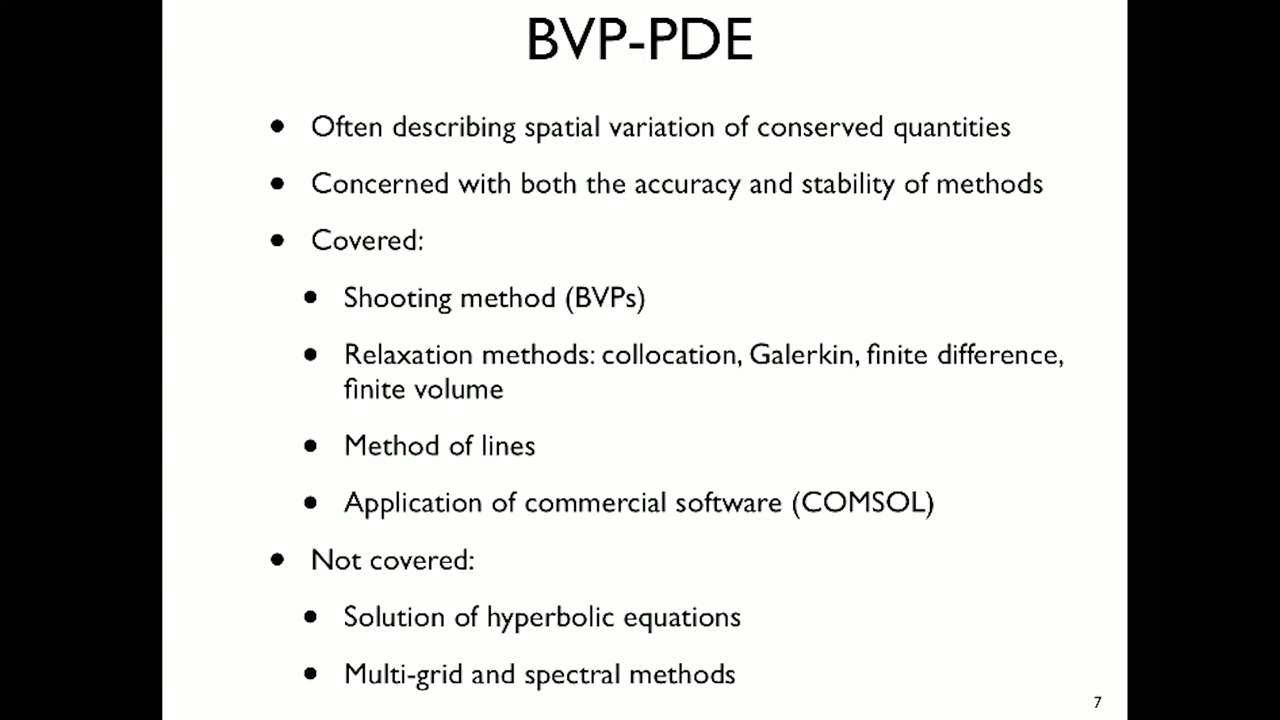 BVP-PDE
• Often describing spatial variation of conserved quantities
• Concerned with both the accuracy and stability of methods
• Covered:
• Shooting method (BVPs)
• Relaxation methods: collocation, Galerkin, finite difference,
finite volume
• Method of lines
• Application of commercial software (COMSOL)
• Not covered:
• Solution of hyperbolic equations
• Multi-grid and spectral methods
7